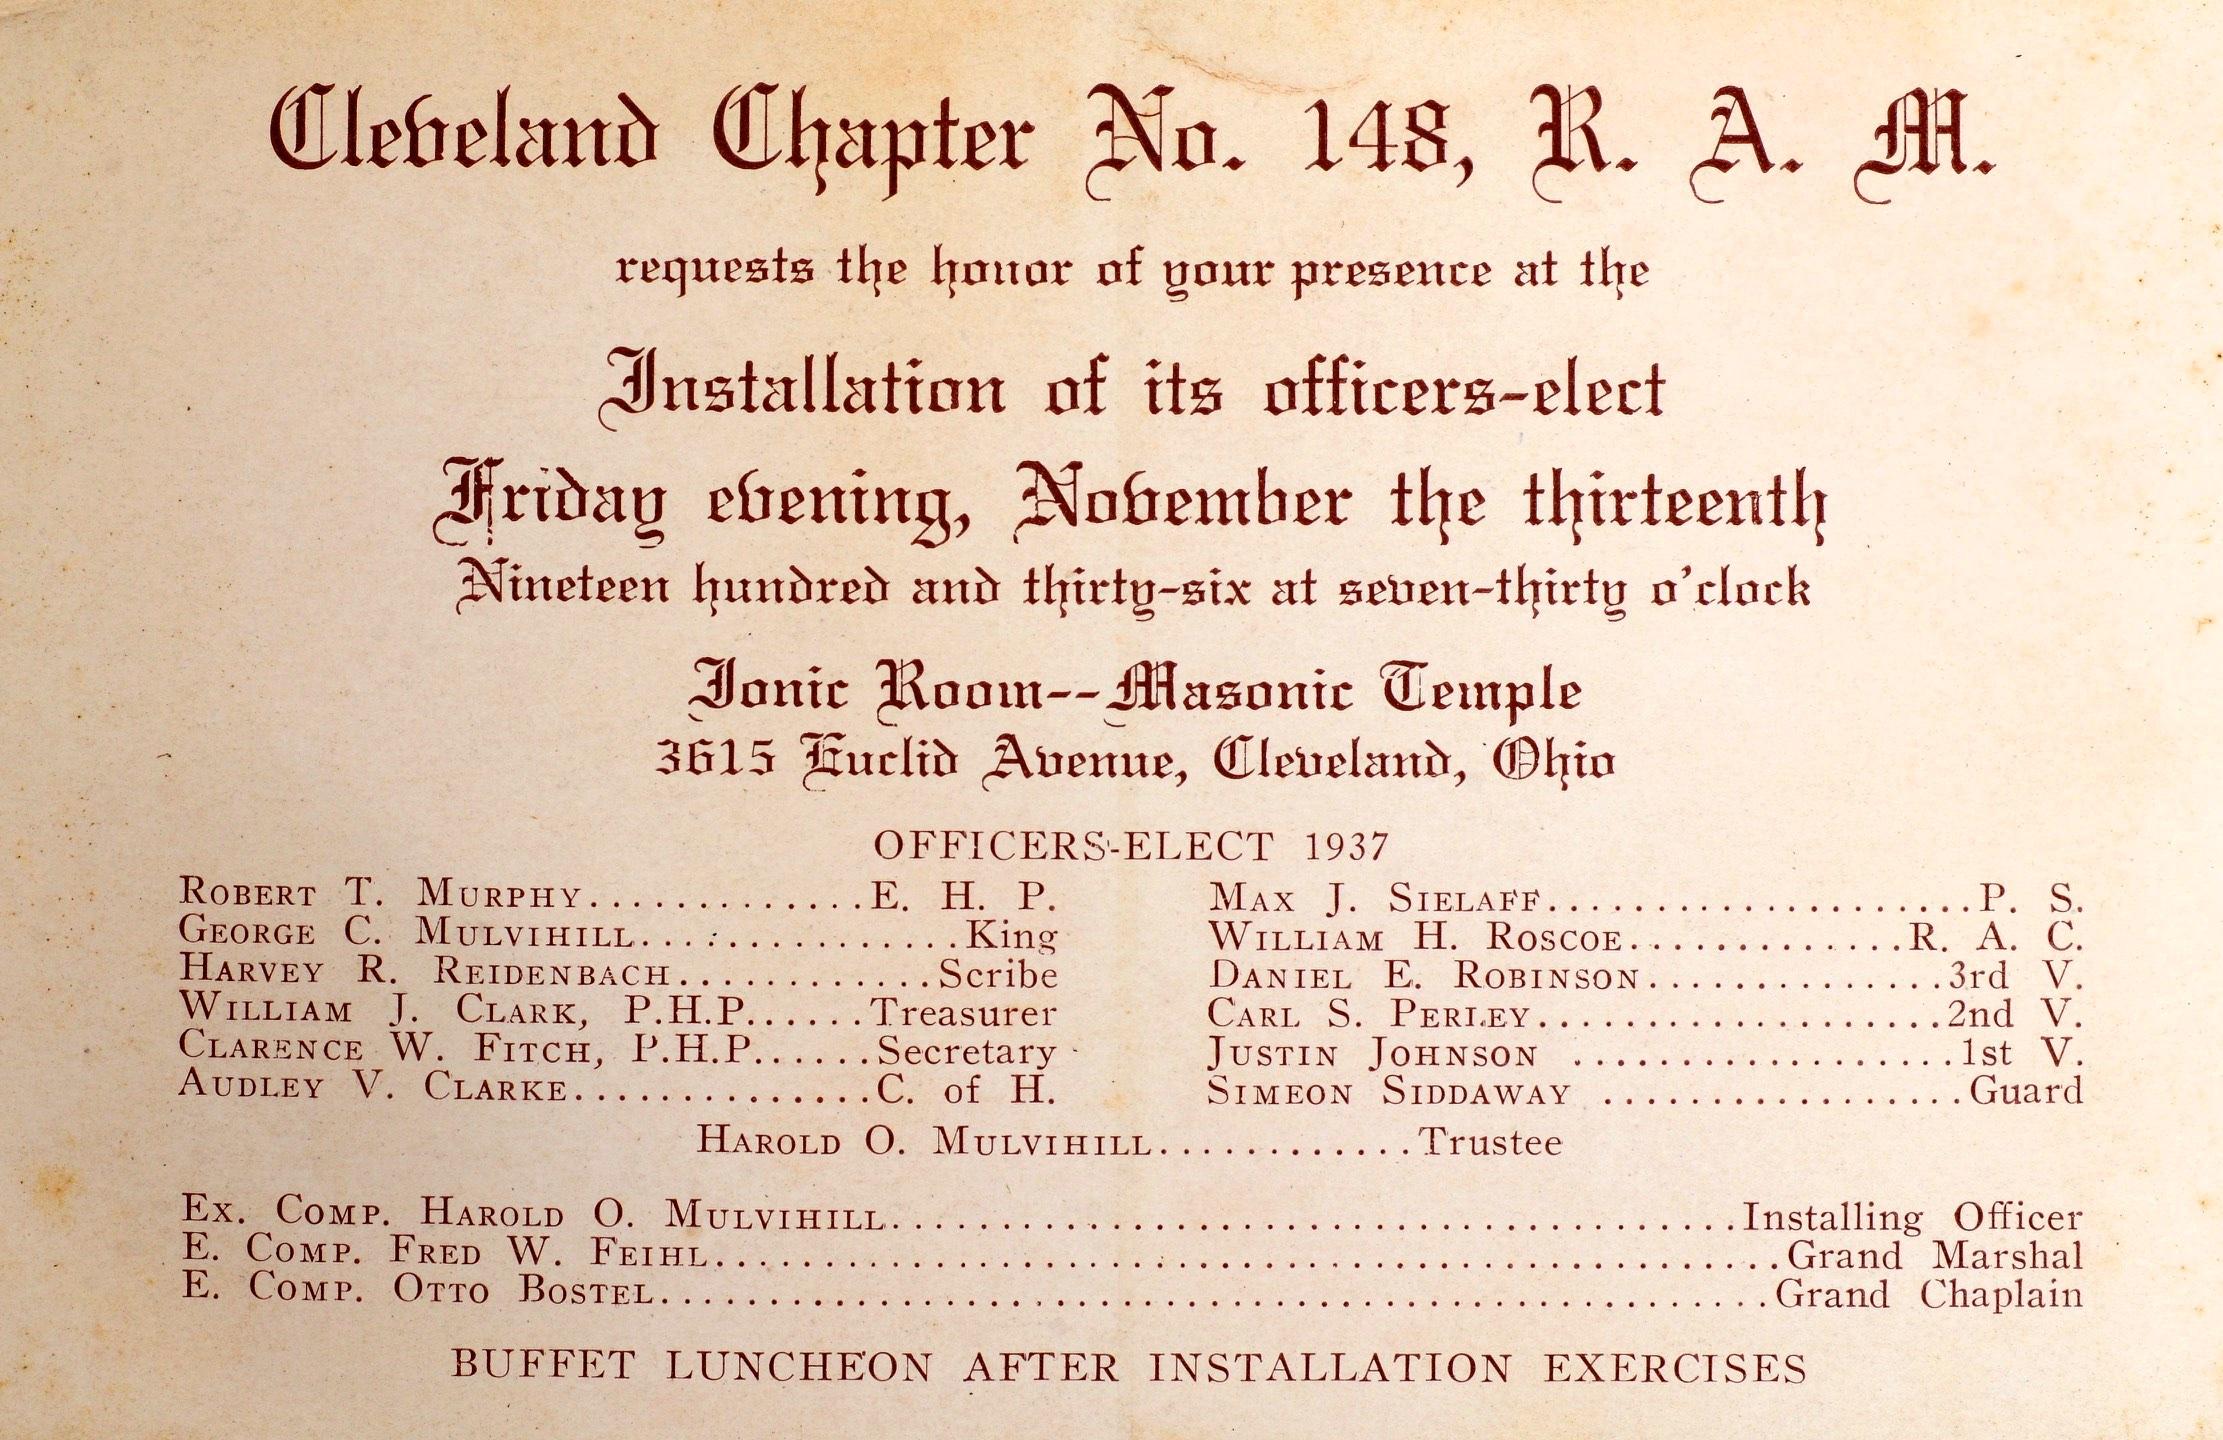 Cleveland Chapter No. 148, R. A. M.
requests the honor of your presence at the
Installation of its officers-elect
Friday evening, November the thirteenth
Nineteen hundred and thirty-six at seven-thirty o'clock
Ionic Room--Masonic Temple
3615 Euclid Avenue, Cleveland, Ohio
OFFICERS-ELECT 1937
ROBERT T. MURPHY.............E. H. P.
GEORGE C. MULVIHILL...............King
HARVEY R. REIDENBACH............Scribe
WILLIAM J. CLARK, P.H.P......Treasurer
CLARENCE W. FITCH, P.H.P......Secretary
AUDLEY V. CLARKE..............C. of H.
MAX J. SIELAFF....................P. S.
WILLIAM H. ROSCOE.............R. A. C.
DANIEL E. ROBINSON..............3rd V.
CARL S. PERLEY...................2nd V.
JUSTIN JOHNSON ..................1st V.
SIMEON SIDDAWAY .................Guard
HAROLD O. MULVIHILL............Trustee
EX. COMP. HAROLD O. MULVIHILL.......................................Installing Officer
E. COMP. FRED W. FEIHL.................................................Grand Marshal
E. COMP. OTTO BOSTEL...................................................Grand Chaplain
BUFFET LUNCHEON AFTER INSTALLATION EXERCISES